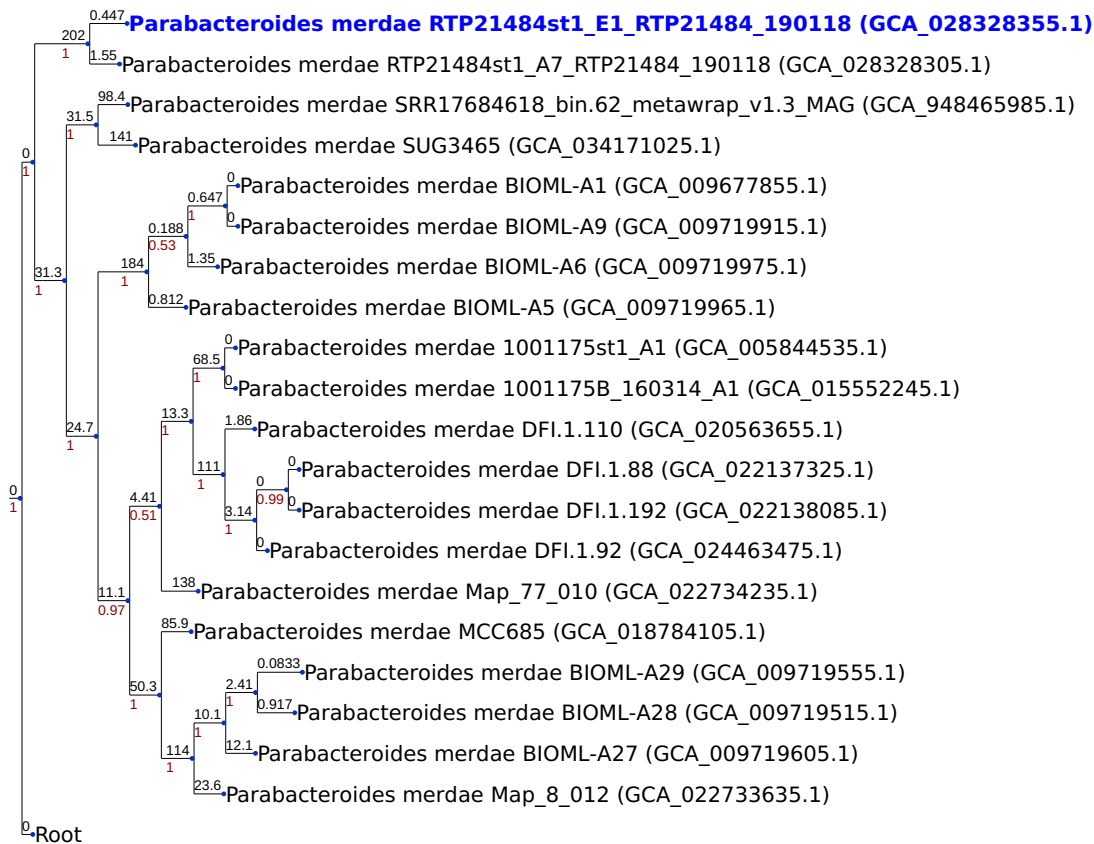 0.447
Parabacteroides merdae RTP21484st1_E1_RTP21484_190118 (GCA_028328355.1)
202
1
1.55
Parabacteroides merdae RTP21484st1_A7_RTP21484_190118 (GCA_028328305.1)
98.4
Parabacteroides merdae SRR17684618_bin.62_metawrap_v1.3_MAG (GCA_948465985.1)
31.5
1
141
Parabacteroides merdae SUG3465 (GCA_034171025.1)
0
1
0
Parabacteroides merdae BIOML-A1 (GCA_009677855.1)
0.647
1
0
Parabacteroides merdae BIOML-A9 (GCA_009719915.1)
0.188
0.53
1.35
Parabacteroides merdae BIOML-A6 (GCA_009719975.1)
184
1
31.3
1
0.812
Parabacteroides merdae BIOML-A5 (GCA_009719965.1)
0
Parabacteroides merdae 1001175st1_A1 (GCA_005844535.1)
68.5
1
0
Parabacteroides merdae 1001175B_160314_A1 (GCA_015552245.1)
13.3
1
1.86
Parabacteroides merdae DFI.1.110 (GCA_020563655.1)
24.7
1
0
Parabacteroides merdae DFI.1.88 (GCA_022137325.1)
111
1
0
0.99
0
Parabacteroides merdae DFI.1.192 (GCA_022138085.1)
0
1
4.41
0.51
3.14
1
0
Parabacteroides merdae DFI.1.92 (GCA_024463475.1)
138
Parabacteroides merdae Map_77_010 (GCA_022734235.1)
11.1
0.97
85.9
Parabacteroides merdae MCC685 (GCA_018784105.1)
0.0833
Parabacteroides merdae BIOML-A29 (GCA_009719555.1)
50.3
1
2.41
1
0.917
Parabacteroides merdae BIOML-A28 (GCA_009719515.1)
10.1
1
12.1
Parabacteroides merdae BIOML-A27 (GCA_009719605.1)
114
1
23.6
Parabacteroides merdae Map_8_012 (GCA_022733635.1)
0
Root